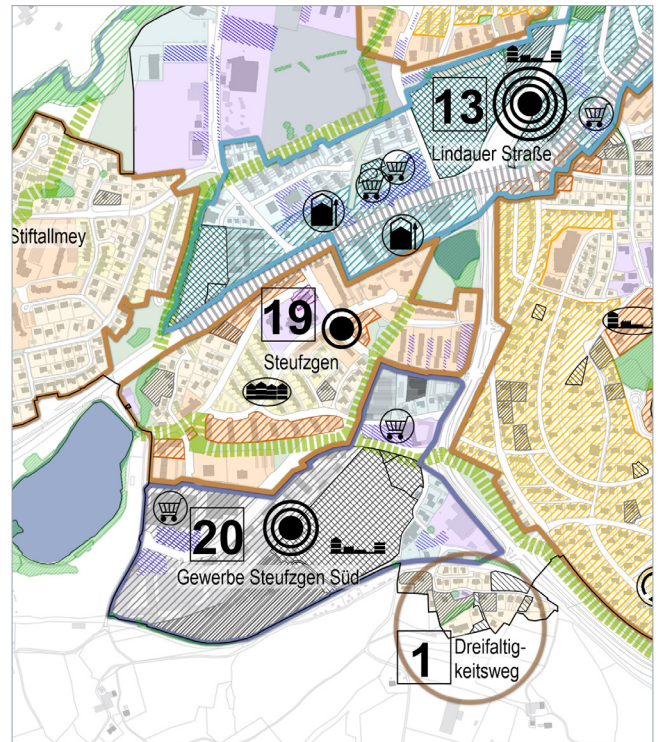 13
Lindauer Straße
Stiftallmey
19
Steufzgen
20
Gewerbe Steufzgen Süd
1
Dreifaltig-
keitsweg